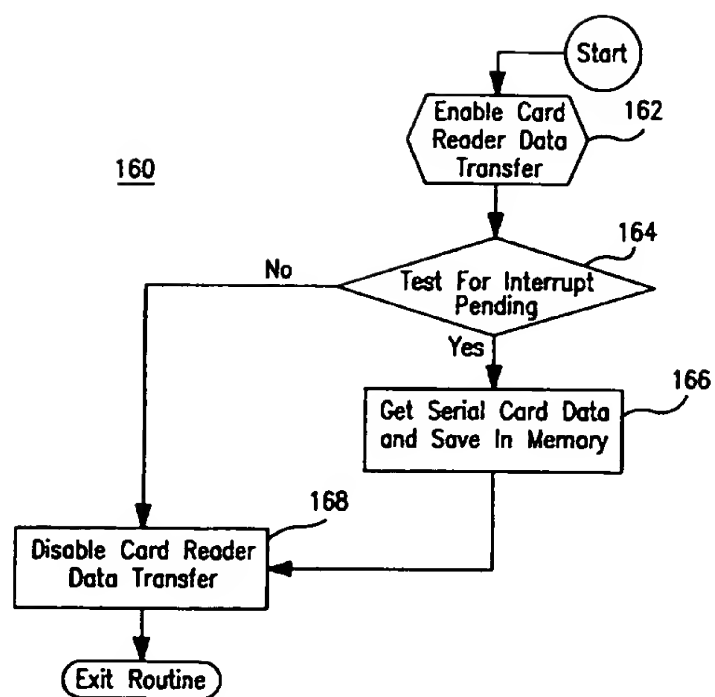 Start
Enable Card
Reader Data
Transfer
162
160
164
Test For Interrupt
Pending
No
Yes
Get Serial Card Data
and Save In Memory
166
168
Disable Card Reader
Data Transfer
Exit Routine